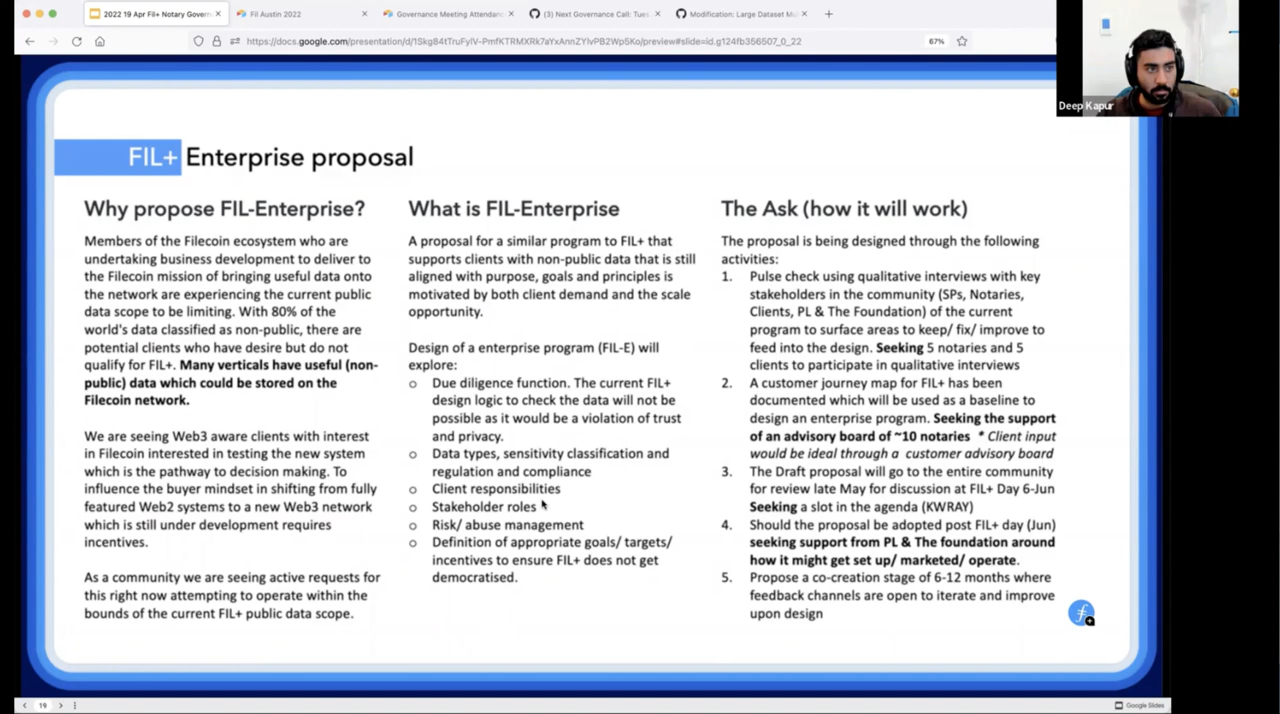 2022 19 Apr Fil+ Notary Govern
Fil Austin 2022
Governance Meeting Attendanc
(3) Next Governance Call: Tues
Modification: Large Dataset Mu
https://docs.google.com/presentation/d/1Skg84tTruFyIV-PmfKTRMXRk7aYxAnnZYlvPB2Wp5Ko/preview#slide=id.g124fb356507_0_22
67%
Deep Kapur
FIL+ Enterprise proposal
Why propose FIL-Enterprise?
Members of the Filecoin ecosystem who are
undertaking business development to deliver to
the Filecoin mission of bringing useful data onto
the network are experiencing the current public
data scope to be limiting. With 80% of the
world's data classified as non-public, there are
potential clients who have desire but do not
qualify for FIL+. Many verticals have useful (non-
public) data which could be stored on the
Filecoin network.
We are seeing Web3 aware clients with interest
in Filecoin interested in testing the new system
which is the pathway to decision making. To
influence the buyer mindset in shifting from fully
featured Web2 systems to a new Web3 network
which is still under development requires
incentives.
As a community we are seeing active requests for
this right now attempting to operate within the
bounds of the current FIL+ public data scope.
What is FIL-Enterprise
A proposal for a similar program to FIL+ that
supports clients with non-public data that is still
aligned with purpose, goals and principles is
motivated by both client demand and the scale
opportunity.
Design of a enterprise program (FIL-E) will
explore:
o Due diligence function. The current FIL+
design logic to check the data will not be
possible as it would be a violation of trust
and privacy.
o Data types, sensitivity classification and
regulation and compliance
o Client responsibilities
o Stakeholder roles
o Risk/ abuse management
o Definition of appropriate goals/ targets/
incentives to ensure FIL+ does not get
democratised.
The Ask (how it will work)
The proposal is being designed through the following
activities:
1. Pulse check using qualitative interviews with key
stakeholders in the community (SPs, Notaries,
Clients, PL & The Foundation) of the current
program to surface areas to keep/ fix/ improve to
feed into the design. Seeking 5 notaries and 5
clients to participate in qualitative interviews
2. A customer journey map for FIL+ has been
documented which will be used as a baseline to
design an enterprise program. Seeking the support
of an advisory board of ~10 notaries * Client input
would be ideal through a customer advisory board
3. The Draft proposal will go to the entire community
for review late May for discussion at FIL+ Day 6-Jun
Seeking a slot in the agenda (KWRAY)
4. Should the proposal be adopted post FIL+ day (Jun)
seeking support from PL & The foundation around
how it might get set up/ marketed/ operate.
5. Propose a co-creation stage of 6-12 months where
feedback channels are open to iterate and improve
upon design
19
Google Slides